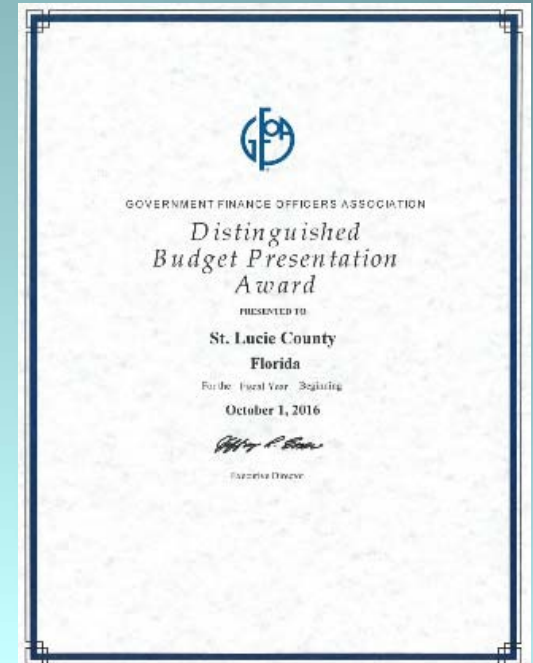 GFOA
GOVERNMENT FINANCE OFFICERS ASSOCIATION
Distinguished
Budget Presentation
Award
PRESENTED TO
St. Lucie County
Florida
For the Fiscal Year Beginning
October 1, 2016
Executive Director